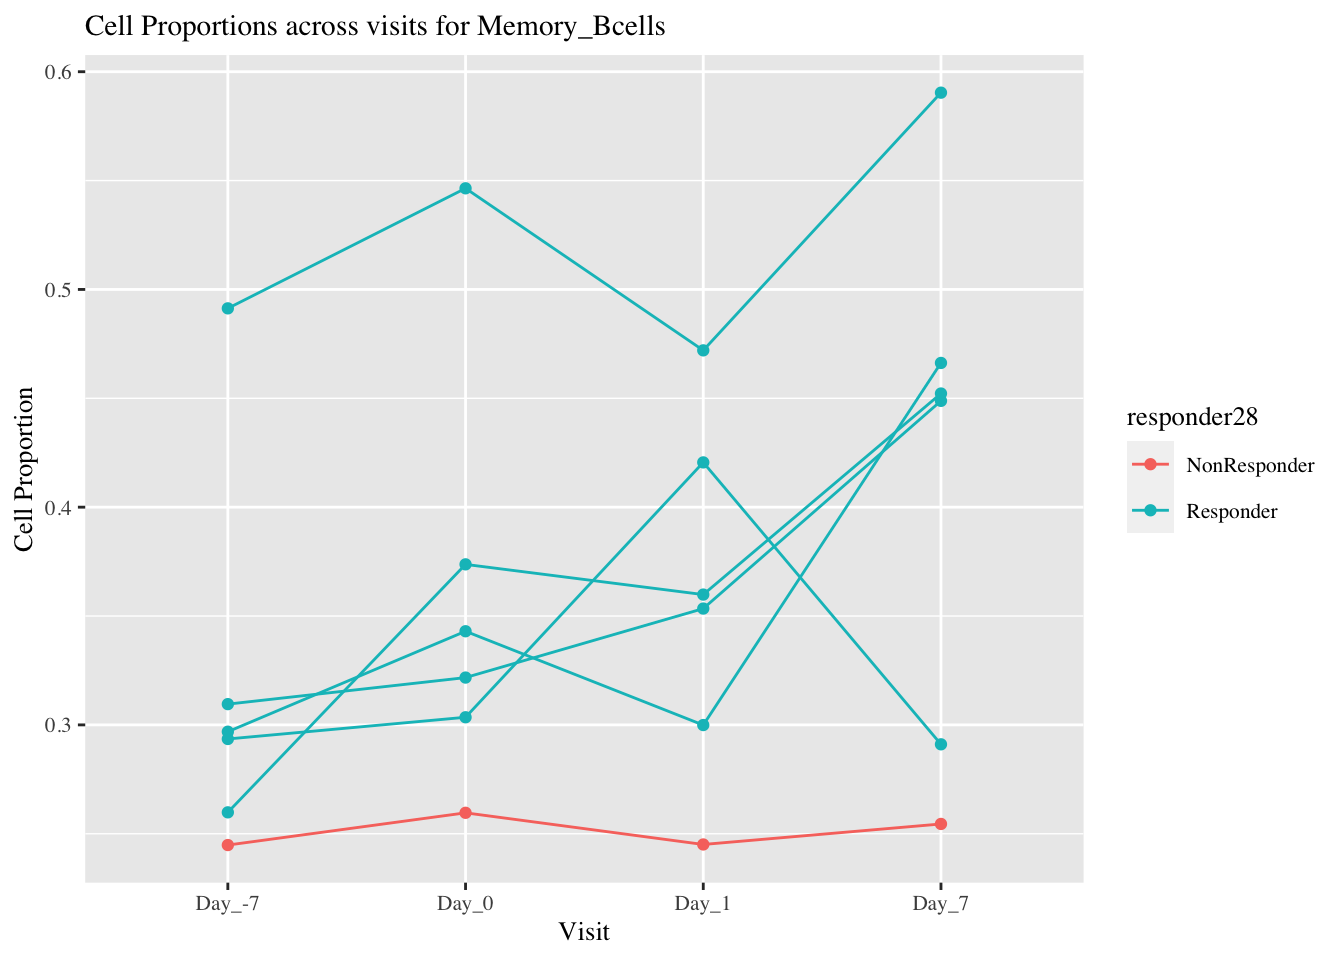 Cell Proportions across visits for Memory_Bcells
0.6
0.5
0.4
0.3
Cell Proportion
Day_-7
Day_0
Day_1
Day_7
Visit
responder28
NonResponder
Responder